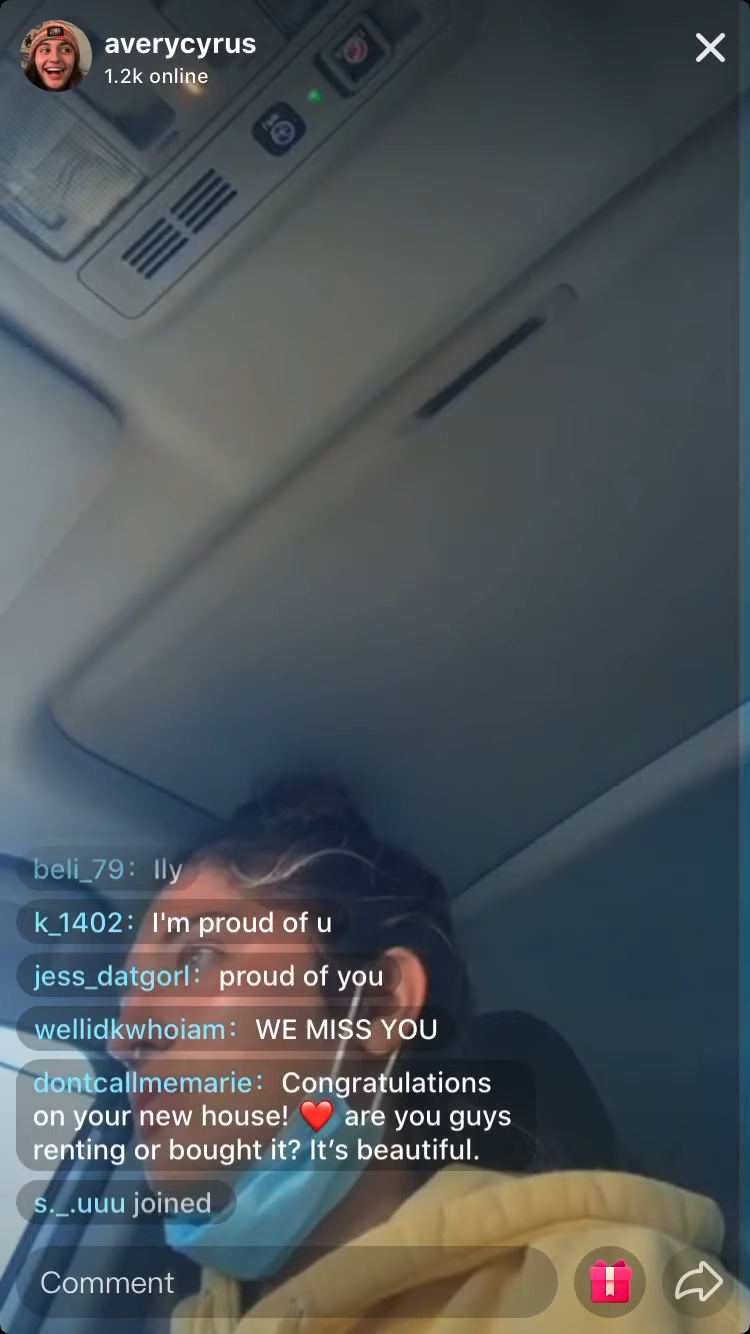 averycyrus
1.2k online
beli_79: Ily
k_1402: I'm proud of u
jess_datgorl: proud of you
wellidkwhoiam: WE MISS YOU
dontcallmemarie: Congratulations
on your new house! ❤️ are you guys
renting or bought it? It’s beautiful.
s._.uuu joined
Comment